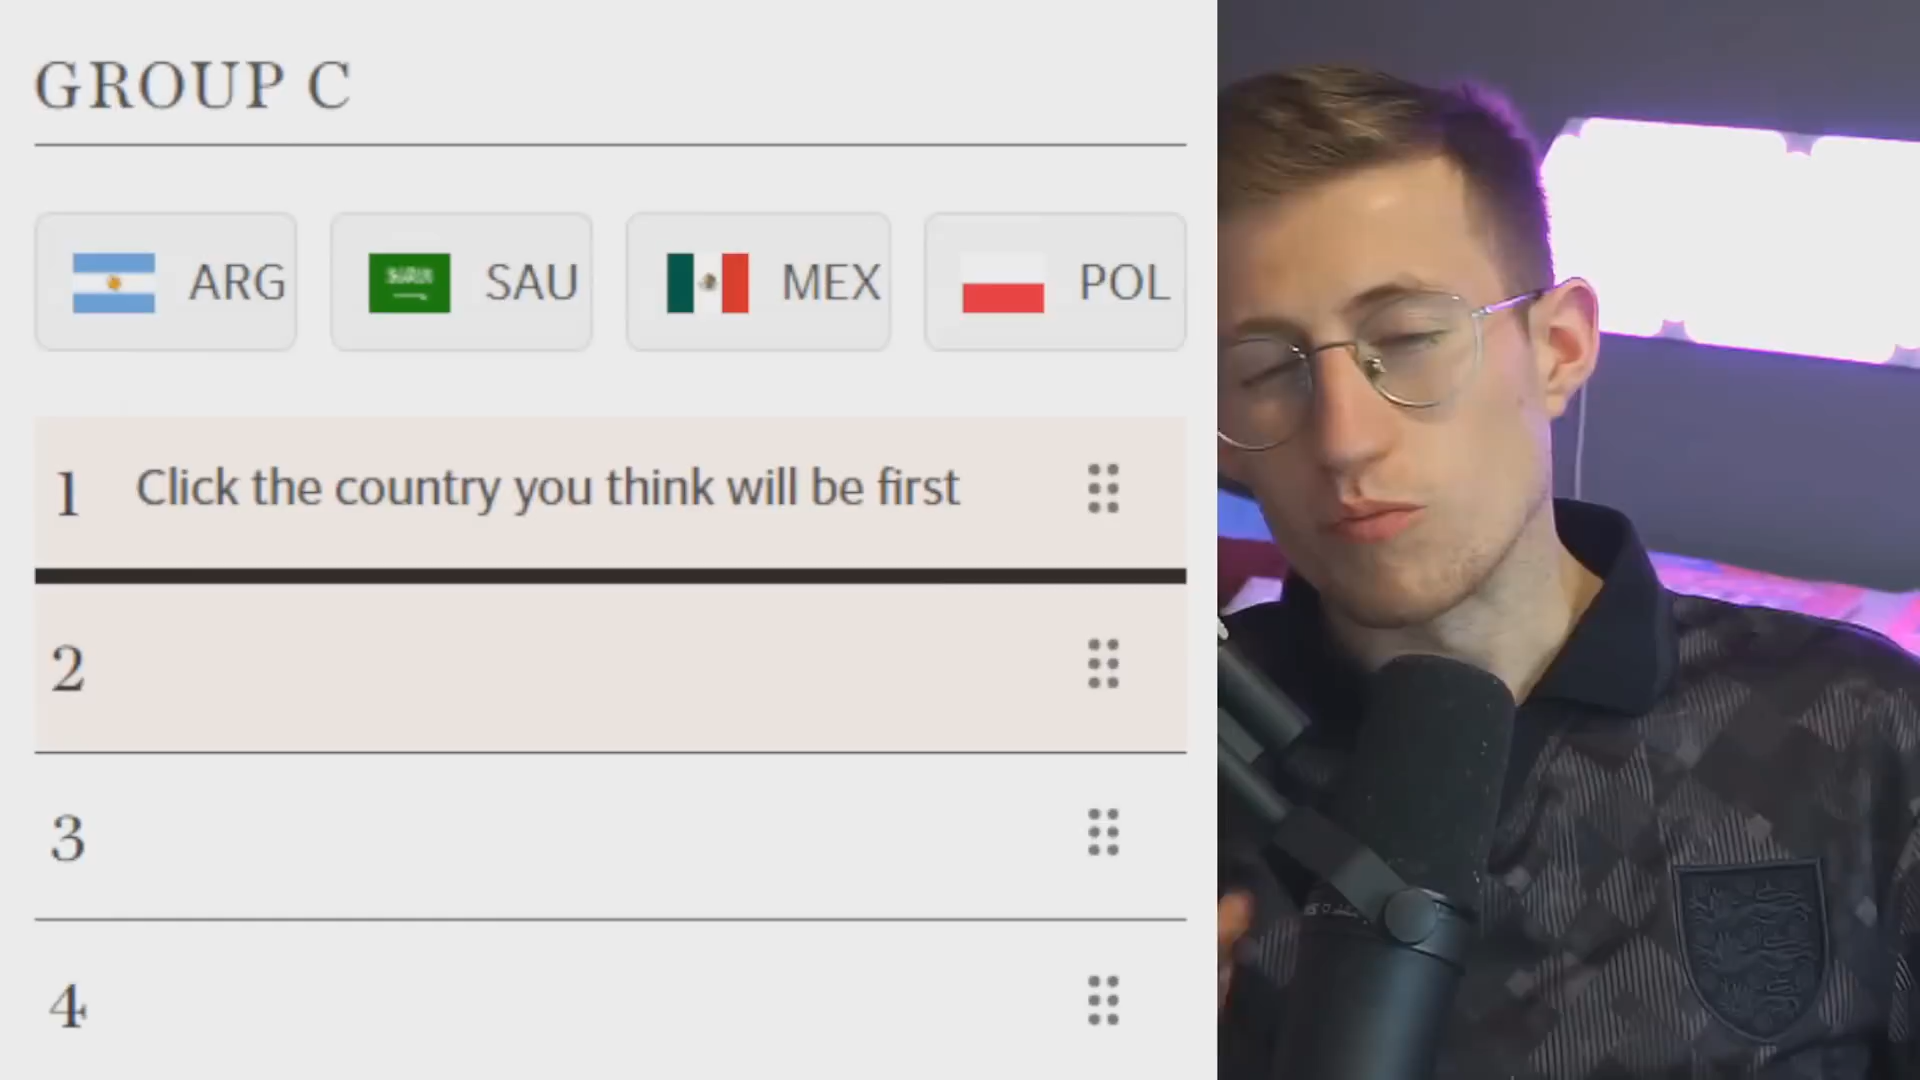 GROUP C
ARG SAU MEX POL
1 Click the country you think will be first
2
3
4